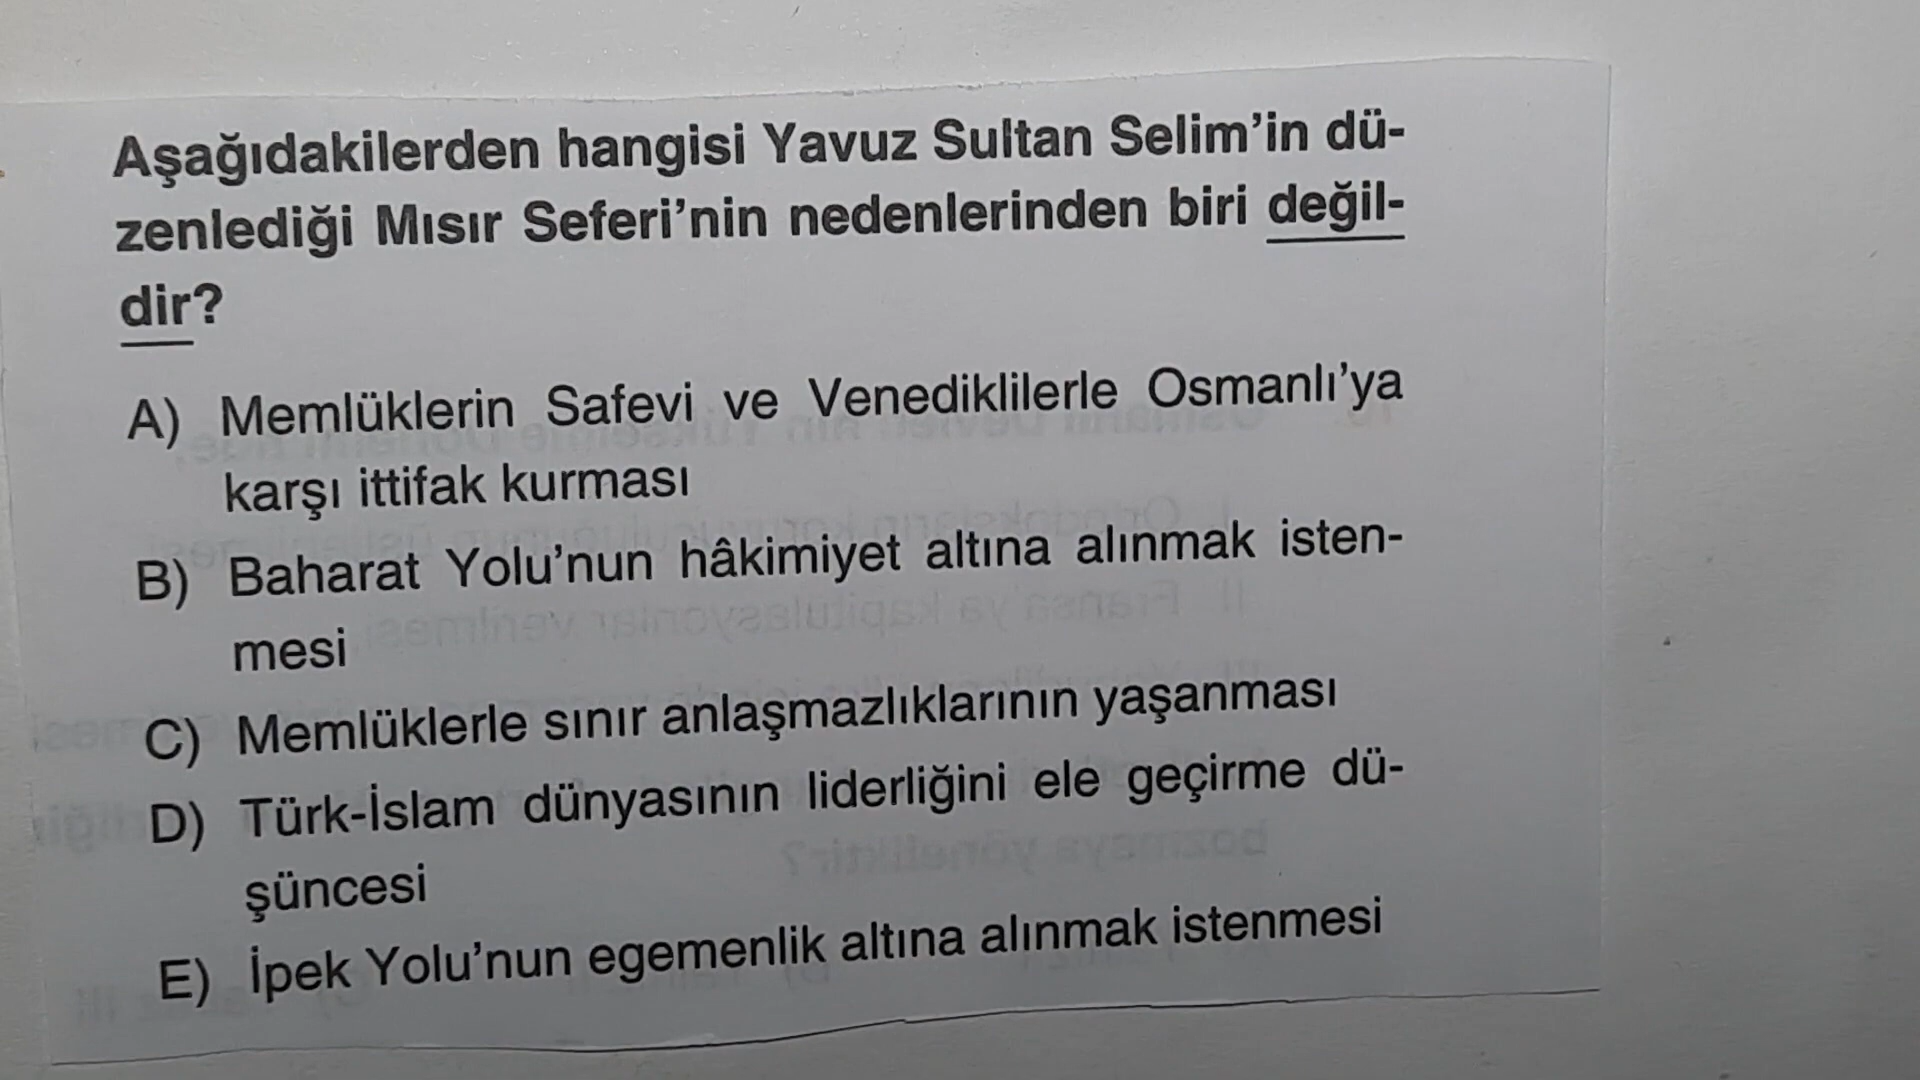 Aşağıdakilerden hangisi Yavuz Sultan Selim'in dü-
zenlediği Mısır Seferi'nin nedenlerinden biri değil-
dir?
A) Memlüklerin Safevi ve Venediklilerle Osmanlı'ya
karşı ittifak kurması
B) Baharat Yolu'nun hâkimiyet altına alınmak isten-
mesi
C) Memlüklerle sınır anlaşmazlıklarının yaşanması
D) Türk-İslam dünyasının liderliğini ele geçirme dü-
şüncesi
E) İpek Yolu'nun egemenlik altına alınmak istenmesi